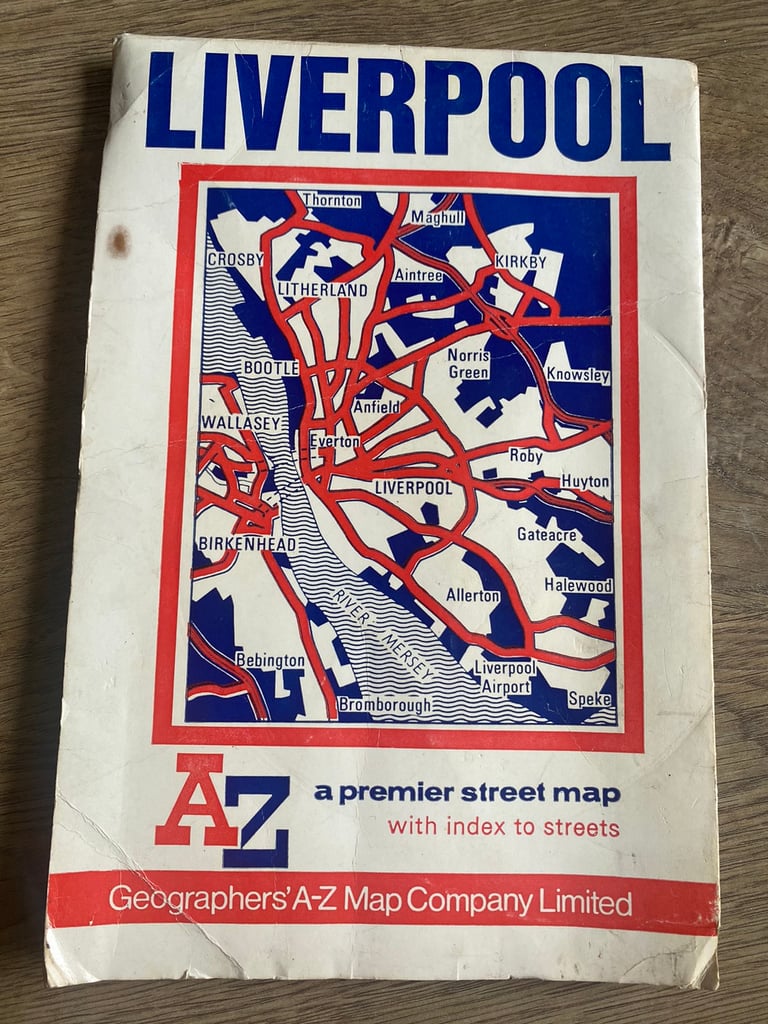 LIVERPOOL
Thornton
Maghull
CROSBY
KIRKBY
Aintree
LITHERLAND
Norris
Green
BOOTLE
Knowsley
Anfield
WALLASEY
Everton
Roby
Huyton
LIVERPOOL
Gateacre
BIRKENHEAD
Halewood
Allerton
RIVER MERSEY
Bebington
Liverpool
Airport
Speke
Bromborough
AZ
a premier street map
with index to streets
Geographers' A-Z Map Company Limited